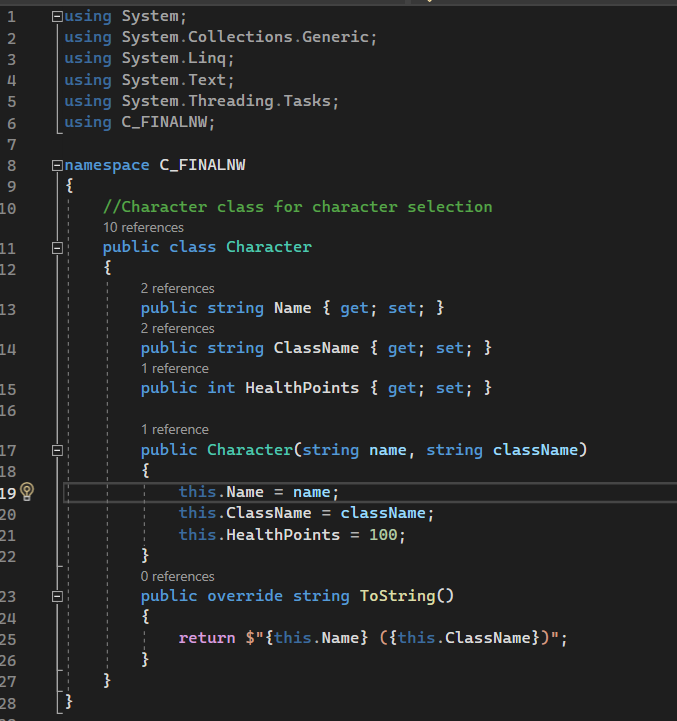 1 using System;
2 using System.Collections.Generic;
3 using System.Linq;
4 using System.Text;
5 using System.Threading.Tasks;
6 using C_FINALNW;
7
8 namespace C_FINALNW
9 {
10 //Character class for character selection
10 references
11 public class Character
12 {
2 references
13 public string Name { get; set; }
2 references
14 public string ClassName { get; set; }
1 reference
15 public int HealthPoints { get; set; }
16
1 reference
17 public Character(string name, string className)
18 {
19 this.Name = name;
20 this.ClassName = className;
21 this.HealthPoints = 100;
22 }
0 references
23 public override string ToString()
24 {
25 return $"{this.Name} ({this.ClassName})";
26 }
27 }
28 }